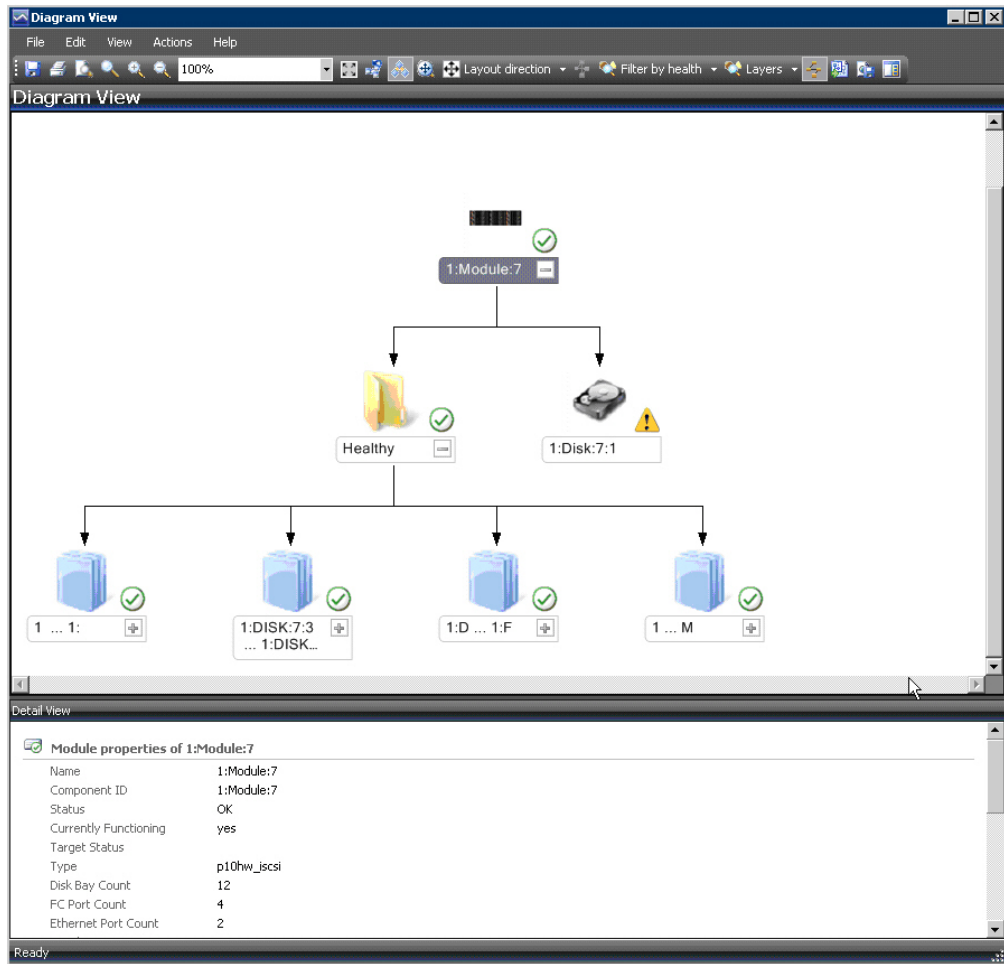 Diagram View
File Edit View Actions Help
100% Layout direction Filter by health Layers
Diagram View
1:Module:7
Healthy
1:Disk:7:1
1 ... 1:
1:DISK:7:3
... 1:DISK...
1:D ... 1:F
1 ... M
Detail View
Module properties of 1:Module:7
Name 1:Module:7
Component ID 1:Module:7
Status OK
Currently Functioning yes
Target Status
Type p10hw_iscsi
Disk Bay Count 12
FC Port Count 4
Ethernet Port Count 2
Ready